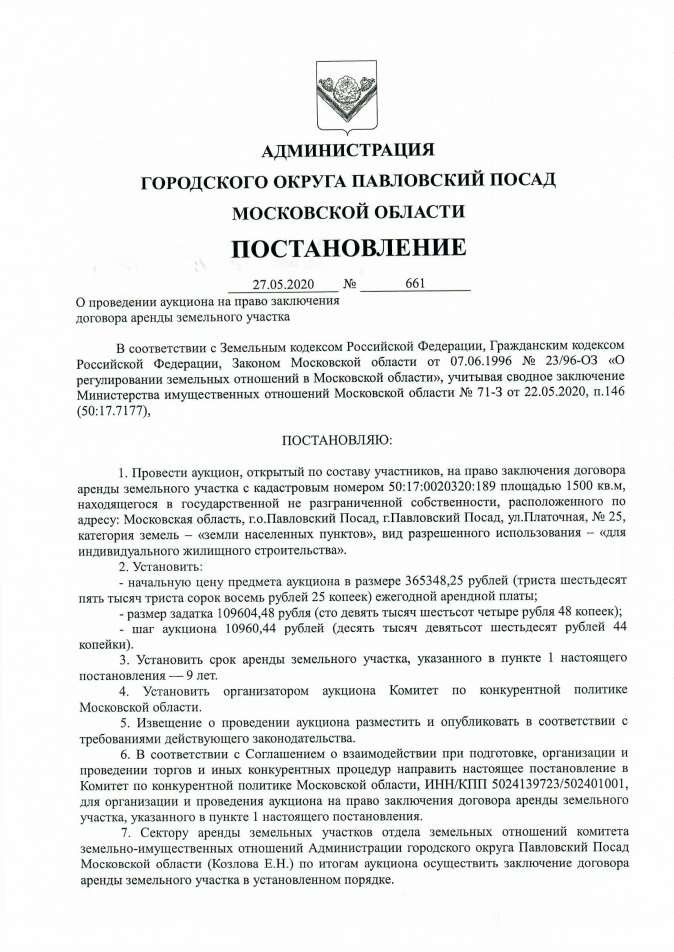 АДМИНИСТРАЦИЯ
ГОРОДСКОГО ОКРУГА ПАВЛОВСКИЙ ПОСАД
МОСКОВСКОЙ ОБЛАСТИ
ПОСТАНОВЛЕНИЕ
27.05.2020 № 661
О проведении аукциона на право заключения
договора аренды земельного участка
В соответствии с Земельным кодексом Российской Федерации, Гражданским кодексом
Российской Федерации, Законом Московской области от 07.06.1996 № 23/96-ОЗ «О
регулировании земельных отношений в Московской области», учитывая сводное заключение
Министерства имущественных отношений Московской области № 71-З от 22.05.2020, п.146
(50:17.7177),
ПОСТАНОВЛЯЮ:
1. Провести аукцион, открытый по составу участников, на право заключения договора
аренды земельного участка с кадастровым номером 50:17:0020320:189 площадью 1500 кв.м,
находящегося в государственной не разграниченной собственности, расположенного по
адресу: Московская область, г.о.Павловский Посад, г.Павловский Посад, ул.Платочная, № 25,
категория земель – «земли населенных пунктов», вид разрешенного использования – «для
индивидуального жилищного строительства».
2. Установить:
- начальную цену предмета аукциона в размере 365348,25 рублей (триста шестьдесят
пять тысяч триста сорок восемь рублей 25 копеек) ежегодной арендной платы;
- размер задатка 109604,48 рубля (сто девять тысяч шестьсот четыре рубля 48 копеек);
- шаг аукциона 10960,44 рублей (десять тысяч девятьсот шестьдесят рублей 44
копейки).
3. Установить срок аренды земельного участка, указанного в пункте 1 настоящего
постановления — 9 лет.
4. Установить организатором аукциона Комитет по конкурентной политике
Московской области.
5. Извещение о проведении аукциона разместить и опубликовать в соответствии с
требованиями действующего законодательства.
6. В соответствии с Соглашением о взаимодействии при подготовке, организации и
проведении торгов и иных конкурентных процедур направить настоящее постановление в
Комитет по конкурентной политике Московской области, ИНН/КПП 5024139723/502401001,
для организации и проведения аукциона на право заключения договора аренды земельного
участка, указанного в пункте 1 настоящего постановления.
7. Сектору аренды земельных участков отдела земельных отношений комитета
земельно-имущественных отношений Администрации городского округа Павловский Посад
Московской области (Козлова Е.Н.) по итогам аукциона осуществить заключение договора
аренды земельного участка в установленном порядке.